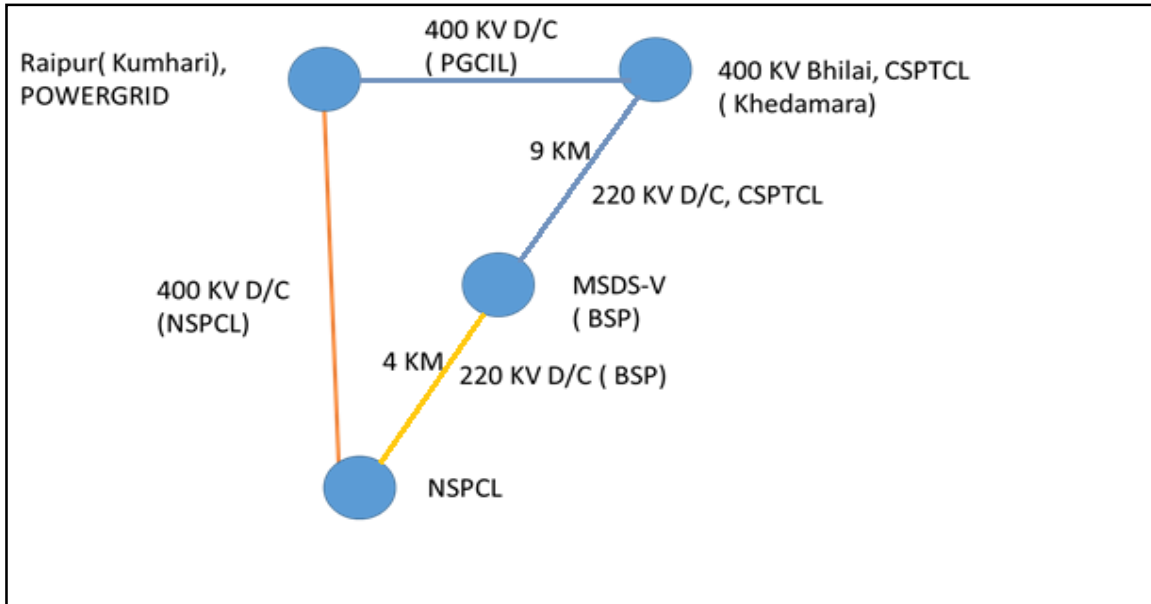 400 KV D/C
( PGCIL)
Raipur( Kumhari),
POWERGRID
400 KV Bhilai, CSPTCL
( Khedamara)
9 KM
220 KV D/C, CSPTCL
400 KV D/C
(NSPCL)
MSDS-V
( BSP)
4 KM
220 KV D/C ( BSP)
NSPCL